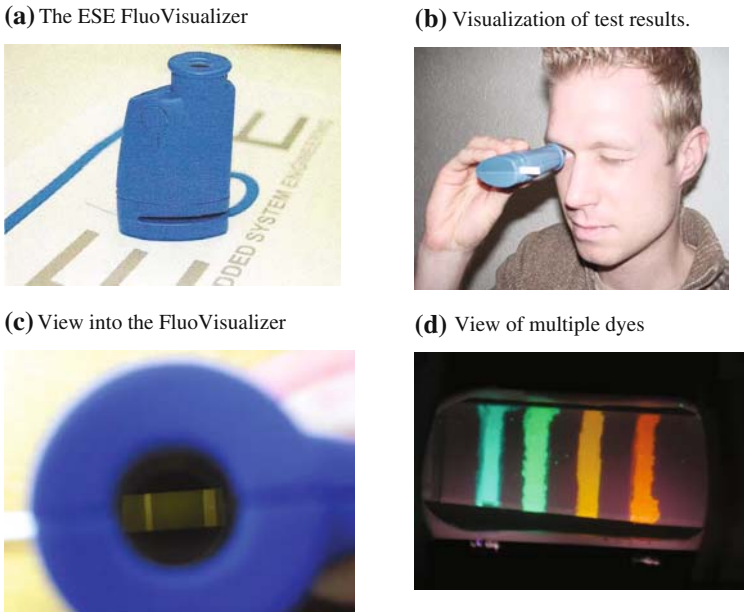 (a) The ESE FluoVisualizer
(b) Visualization of test results.
DDED SYSTEM ENGINEERING
(c) View into the FluoVisualizer
(d) View of multiple dyes